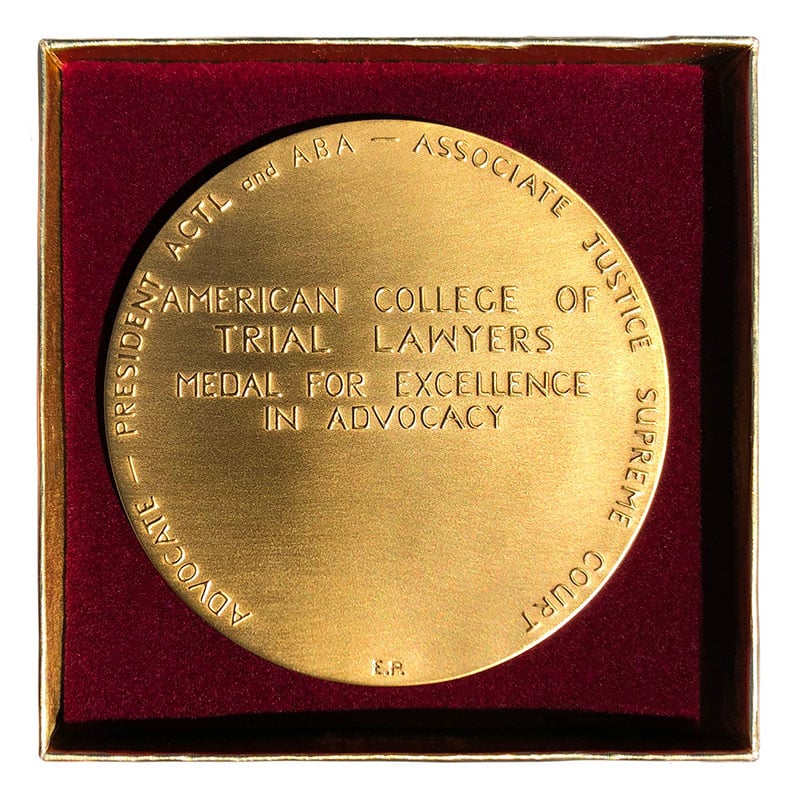 ADVOCATE — PRESIDENT ACTL and ABA — ASSOCIATE JUSTICE SUPREME COURT
AMERICAN COLLEGE OF
TRIAL LAWYERS
MEDAL FOR EXCELLENCE
IN ADVOCACY
E.P.